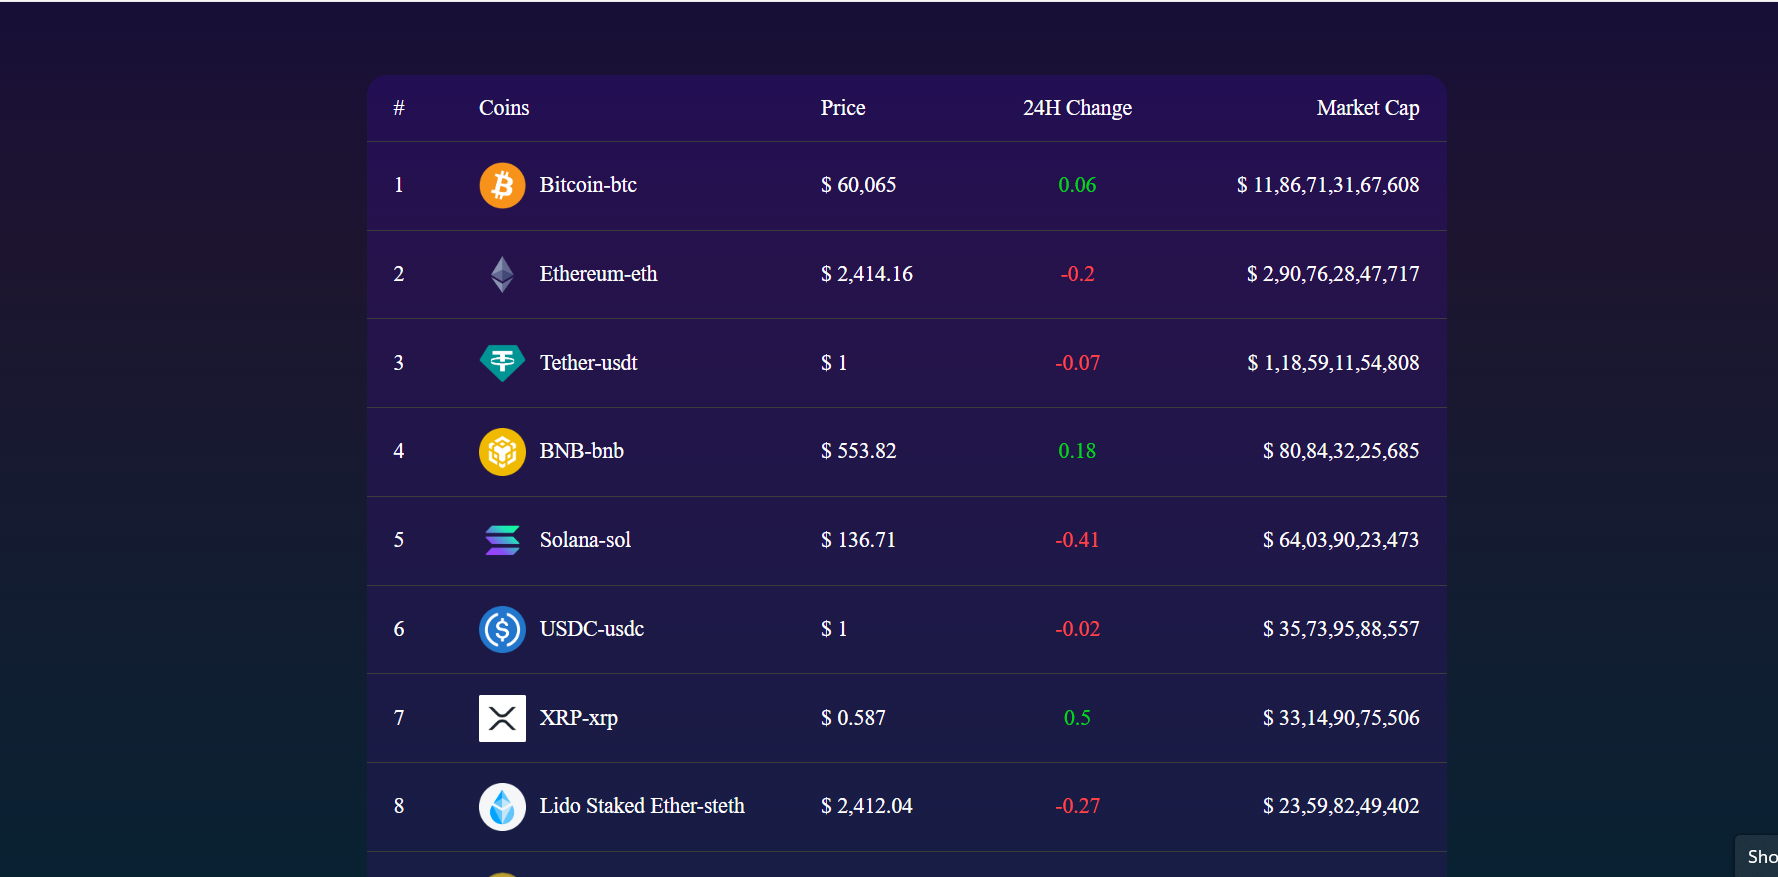 # Coins Price 24H Change Market Cap
1 Bitcoin-btc $ 60,065 0.06 $ 11,86,71,31,67,608
2 Ethereum-eth $ 2,414.16 -0.2 $ 2,90,76,28,47,717
3 Tether-usdt $ 1 -0.07 $ 1,18,59,11,54,808
4 BNB-bnb $ 553.82 0.18 $ 80,84,32,25,685
5 Solana-sol $ 136.71 -0.41 $ 64,03,90,23,473
6 USDC-usdc $ 1 -0.02 $ 35,73,95,88,557
7 XRP-xrp $ 0.587 0.5 $ 33,14,90,75,506
8 Lido Staked Ether-steth $ 2,412.04 -0.27 $ 23,59,82,49,402
Sho